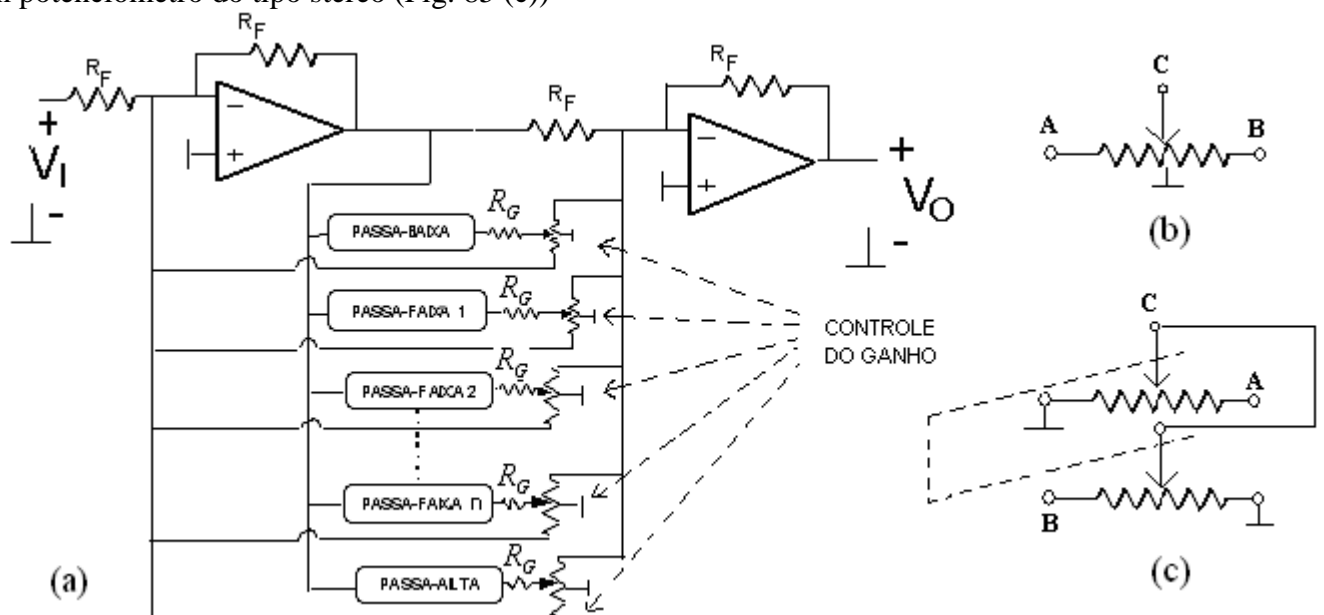 potenciômetro do tipo stereo (Fig. 85 (c))
R_F
R_F
R_F
R_F
+
V_I
-
+
V_O
-
PASSA-BAIXA R_G
PASSA-FAIXA 1 R_G
PASSA-FAIXA 2 R_G
PASSA-FAIXA n R_G
PASSA-ALTA R_G
CONTROLE
DO GANHO
(a)
C
A B
(b)
C
A
B
(c)